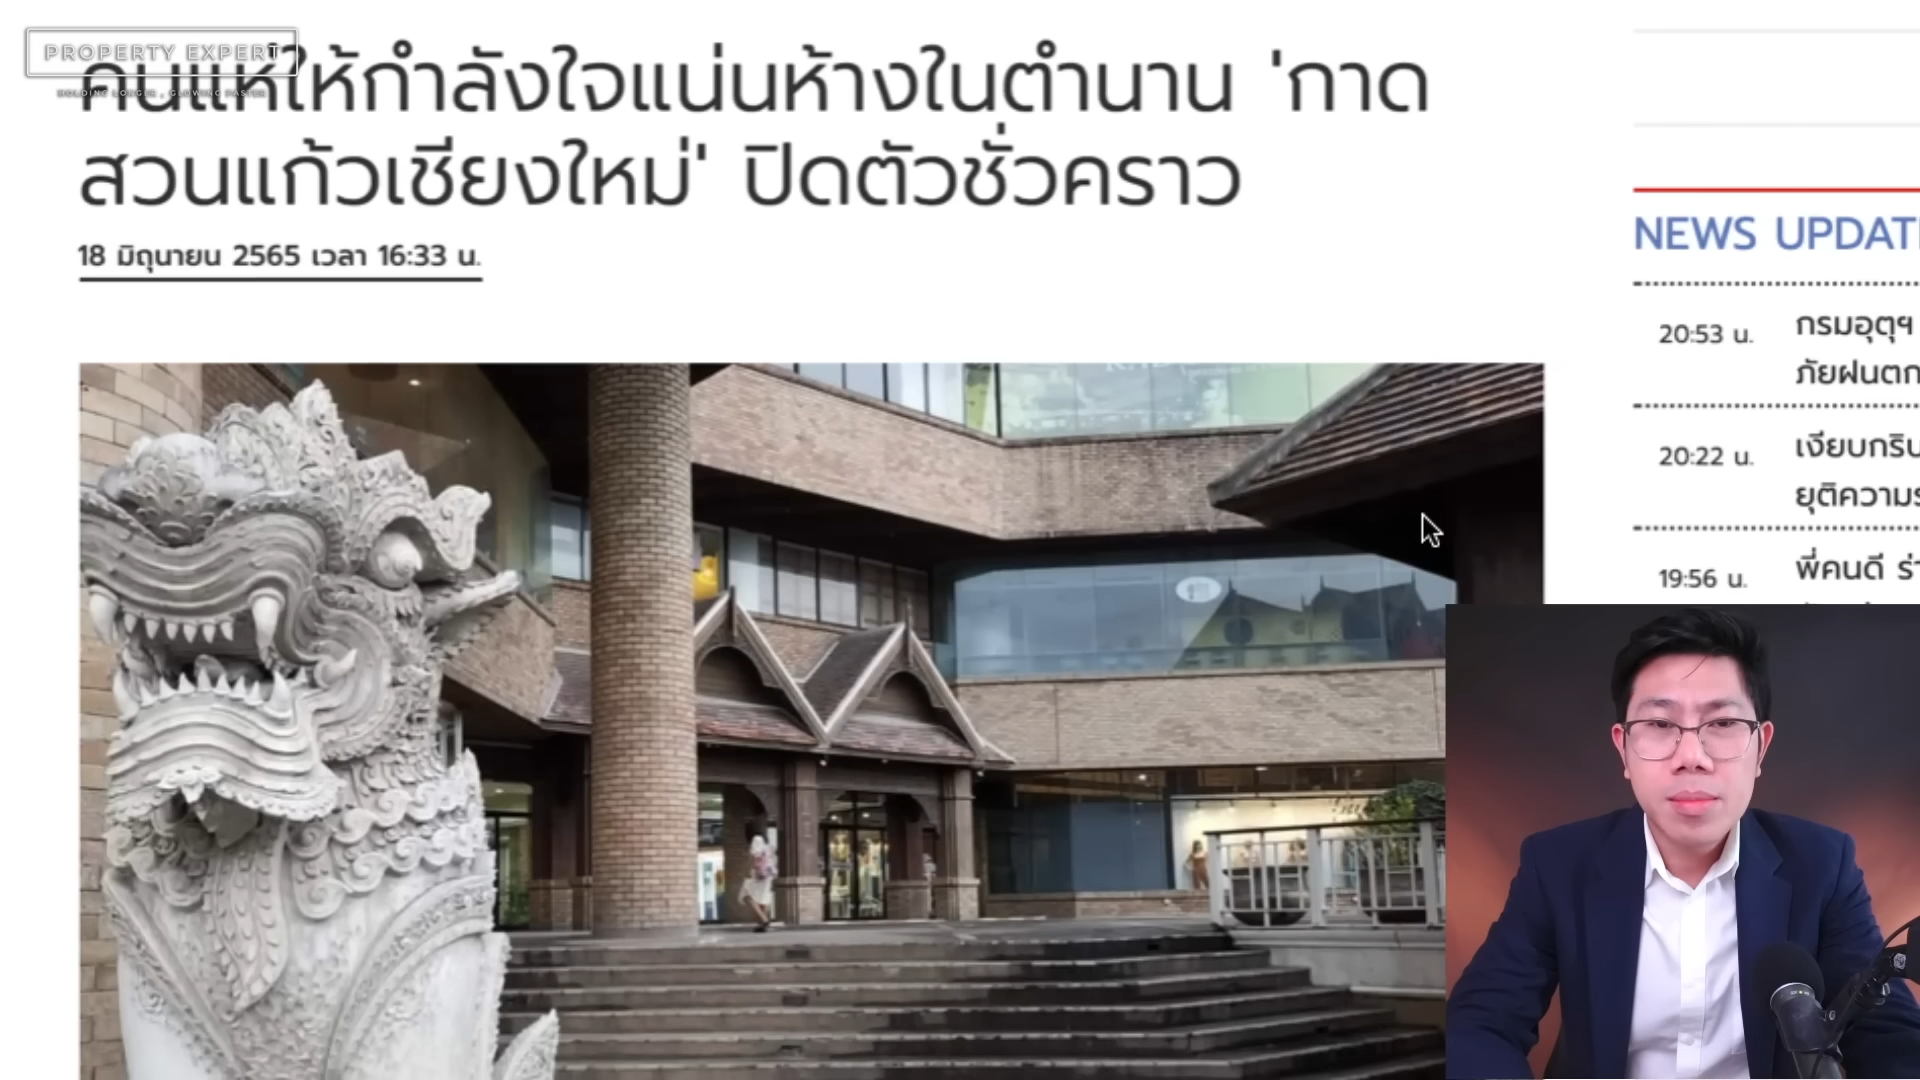 PROPERTY EXPERT
คนแห่ให้กำลังใจแน่นห้างในตำนาน 'กาด
สวนแก้วเชียงใหม่' ปิดตัวชั่วคราว
18 มิถุนายน 2565 เวลา 16:33 น.
NEWS UPDAT
20:53 น.
กรมอุตุฯ
ภัยฝนตก
20:22 น.
เงียบกริบ
ยุติความร
19:56 น.
พี่คนดี ร่